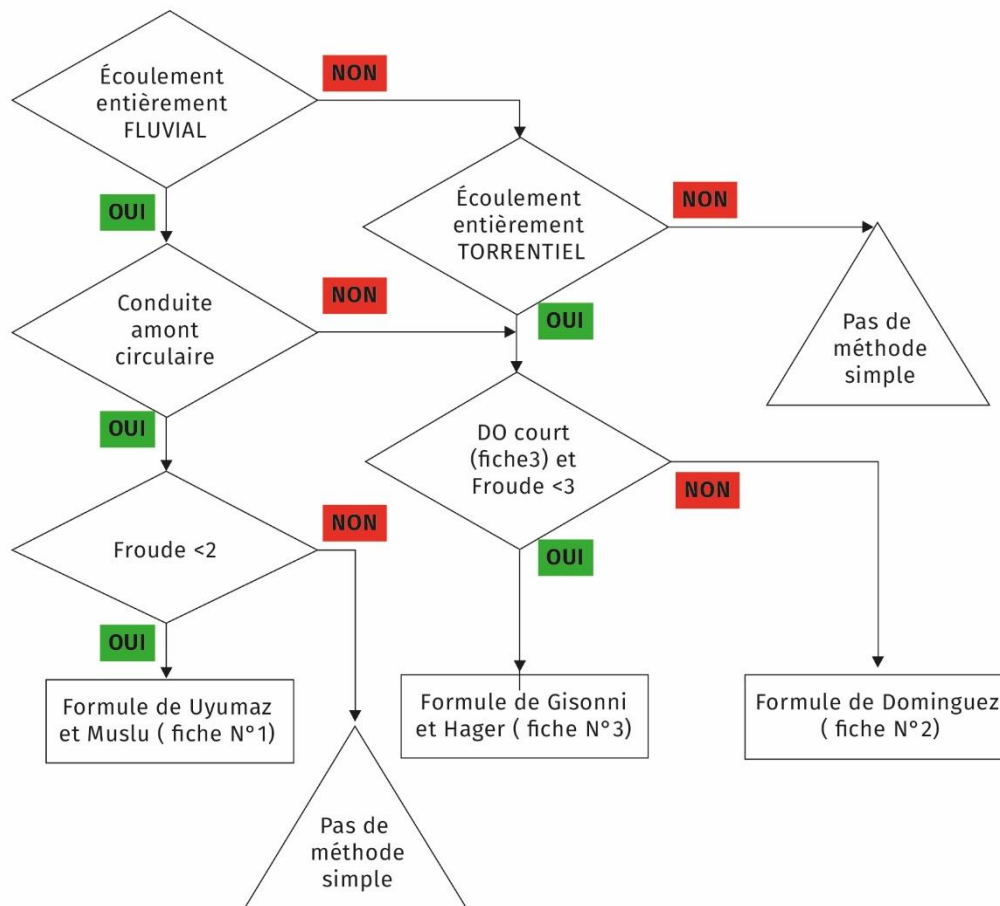 Écoulement
entièrement
FLUVIAL
NON
OUI
Écoulement
entièrement
TORRENTIEL
NON
OUI
Conduite
amont
circulaire
NON
OUI
Pas de
méthode
simple
DO court
(fiche3) et
Froude <3
NON
OUI
Froude <2
NON
OUI
Formule de Uyumaz
et Muslu ( fiche N°1)
Formule de Gisonni
et Hager ( fiche N°3)
Formule de Dominguez
( fiche N°2)
Pas de
méthode
simple